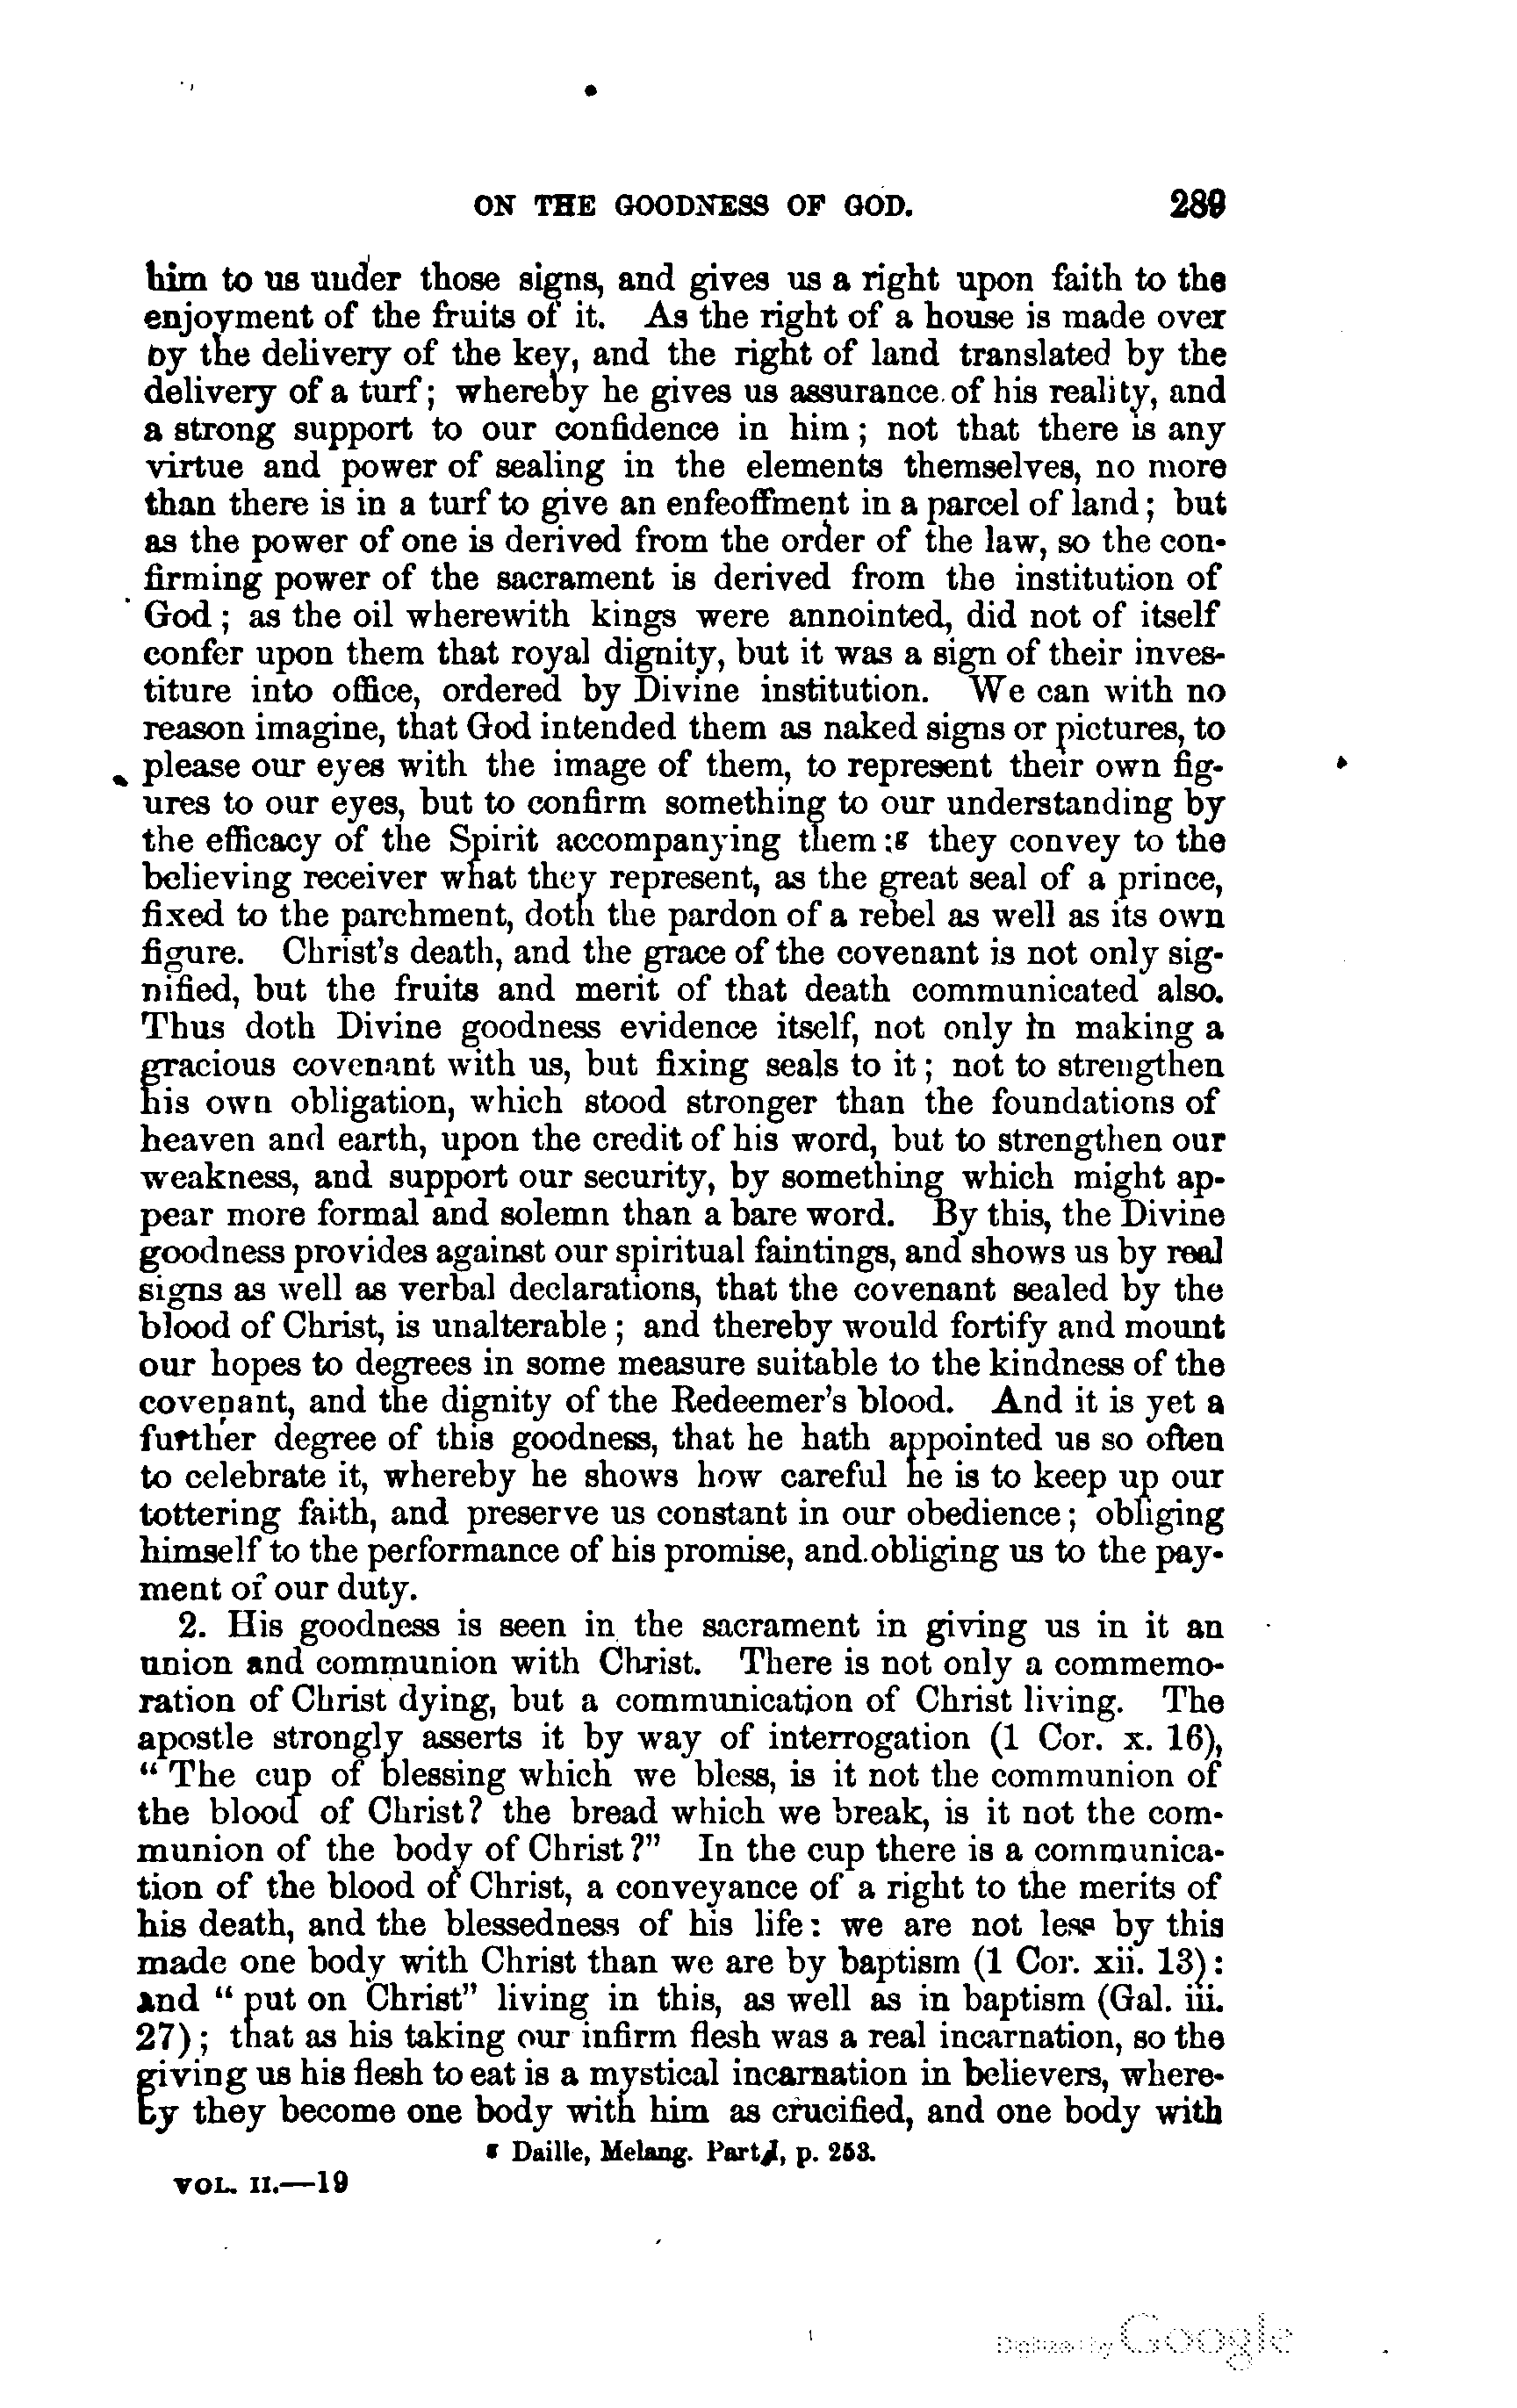 ON THE GOODNESS OF GOD. 289
him to us under those signs, and gives us a right upon faith to the
enjoyment of the fruits of it. As the right of a house is made over
by the delivery of the key, and the right of land translated by the
delivery of a turf; whereby he gives us assurance of his reality, and
a strong support to our confidence in him; not that there is any
virtue and power of sealing in the elements themselves, no more
than there is in a turf to give an enfeoffment in a parcel of land; but
as the power of one is derived from the order of the law, so the con-
firming power of the sacrament is derived from the institution of
God; as the oil wherewith kings were annointed, did not of itself
confer upon them that royal dignity, but it was a sign of their inves-
titure into office, ordered by Divine institution. We can with no
reason imagine, that God intended them as naked signs or pictures, to
please our eyes with the image of them, to represent their own fig-
ures to our eyes, but to confirm something to our understanding by
the efficacy of the Spirit accompanying them:g they convey to the
believing receiver what they represent, as the great seal of a prince,
fixed to the parchment, doth the pardon of a rebel as well as its own
figure. Christ's death, and the grace of the covenant is not only sig-
nified, but the fruits and merit of that death communicated also.
Thus doth Divine goodness evidence itself, not only in making a
gracious covenant with us, but fixing seals to it; not to strengthen
his own obligation, which stood stronger than the foundations of
heaven and earth, upon the credit of his word, but to strengthen our
weakness, and support our security, by something which might ap-
pear more formal and solemn than a bare word. By this, the Divine
goodness provides against our spiritual faintings, and shows us by real
signs as well as verbal declarations, that the covenant sealed by the
blood of Christ, is unalterable; and thereby would fortify and mount
our hopes to degrees in some measure suitable to the kindness of the
covenant, and the dignity of the Redeemer's blood. And it is yet a
further degree of this goodness, that he hath appointed us so often
to celebrate it, whereby he shows how careful he is to keep up our
tottering faith, and preserve us constant in our obedience; obliging
himself to the performance of his promise, and obliging us to the pay-
ment of our duty.
2. His goodness is seen in the sacrament in giving us in it an
union and communion with Christ. There is not only a commemo-
ration of Christ dying, but a communication of Christ living. The
apostle strongly asserts it by way of interrogation (1 Cor. x. 16),
"The cup of blessing which we bless, is it not the communion of
the blood of Christ? the bread which we break, is it not the com-
munion of the body of Christ?" In the cup there is a communica-
tion of the blood of Christ, a conveyance of a right to the merits of
his death, and the blessedness of his life: we are not less by this
made one body with Christ than we are by baptism (1 Cor. xii. 13):
and "put on Christ" living in this, as well as in baptism (Gal. iii.
27); that as his taking our infirm flesh was a real incarnation, so the
giving us his flesh to eat is a mystical incarnation in believers, where-
by they become one body with him as crucified, and one body with
g Daille, Melang. Part I, p. 253.
VOL. II.—19
Digitized by Google